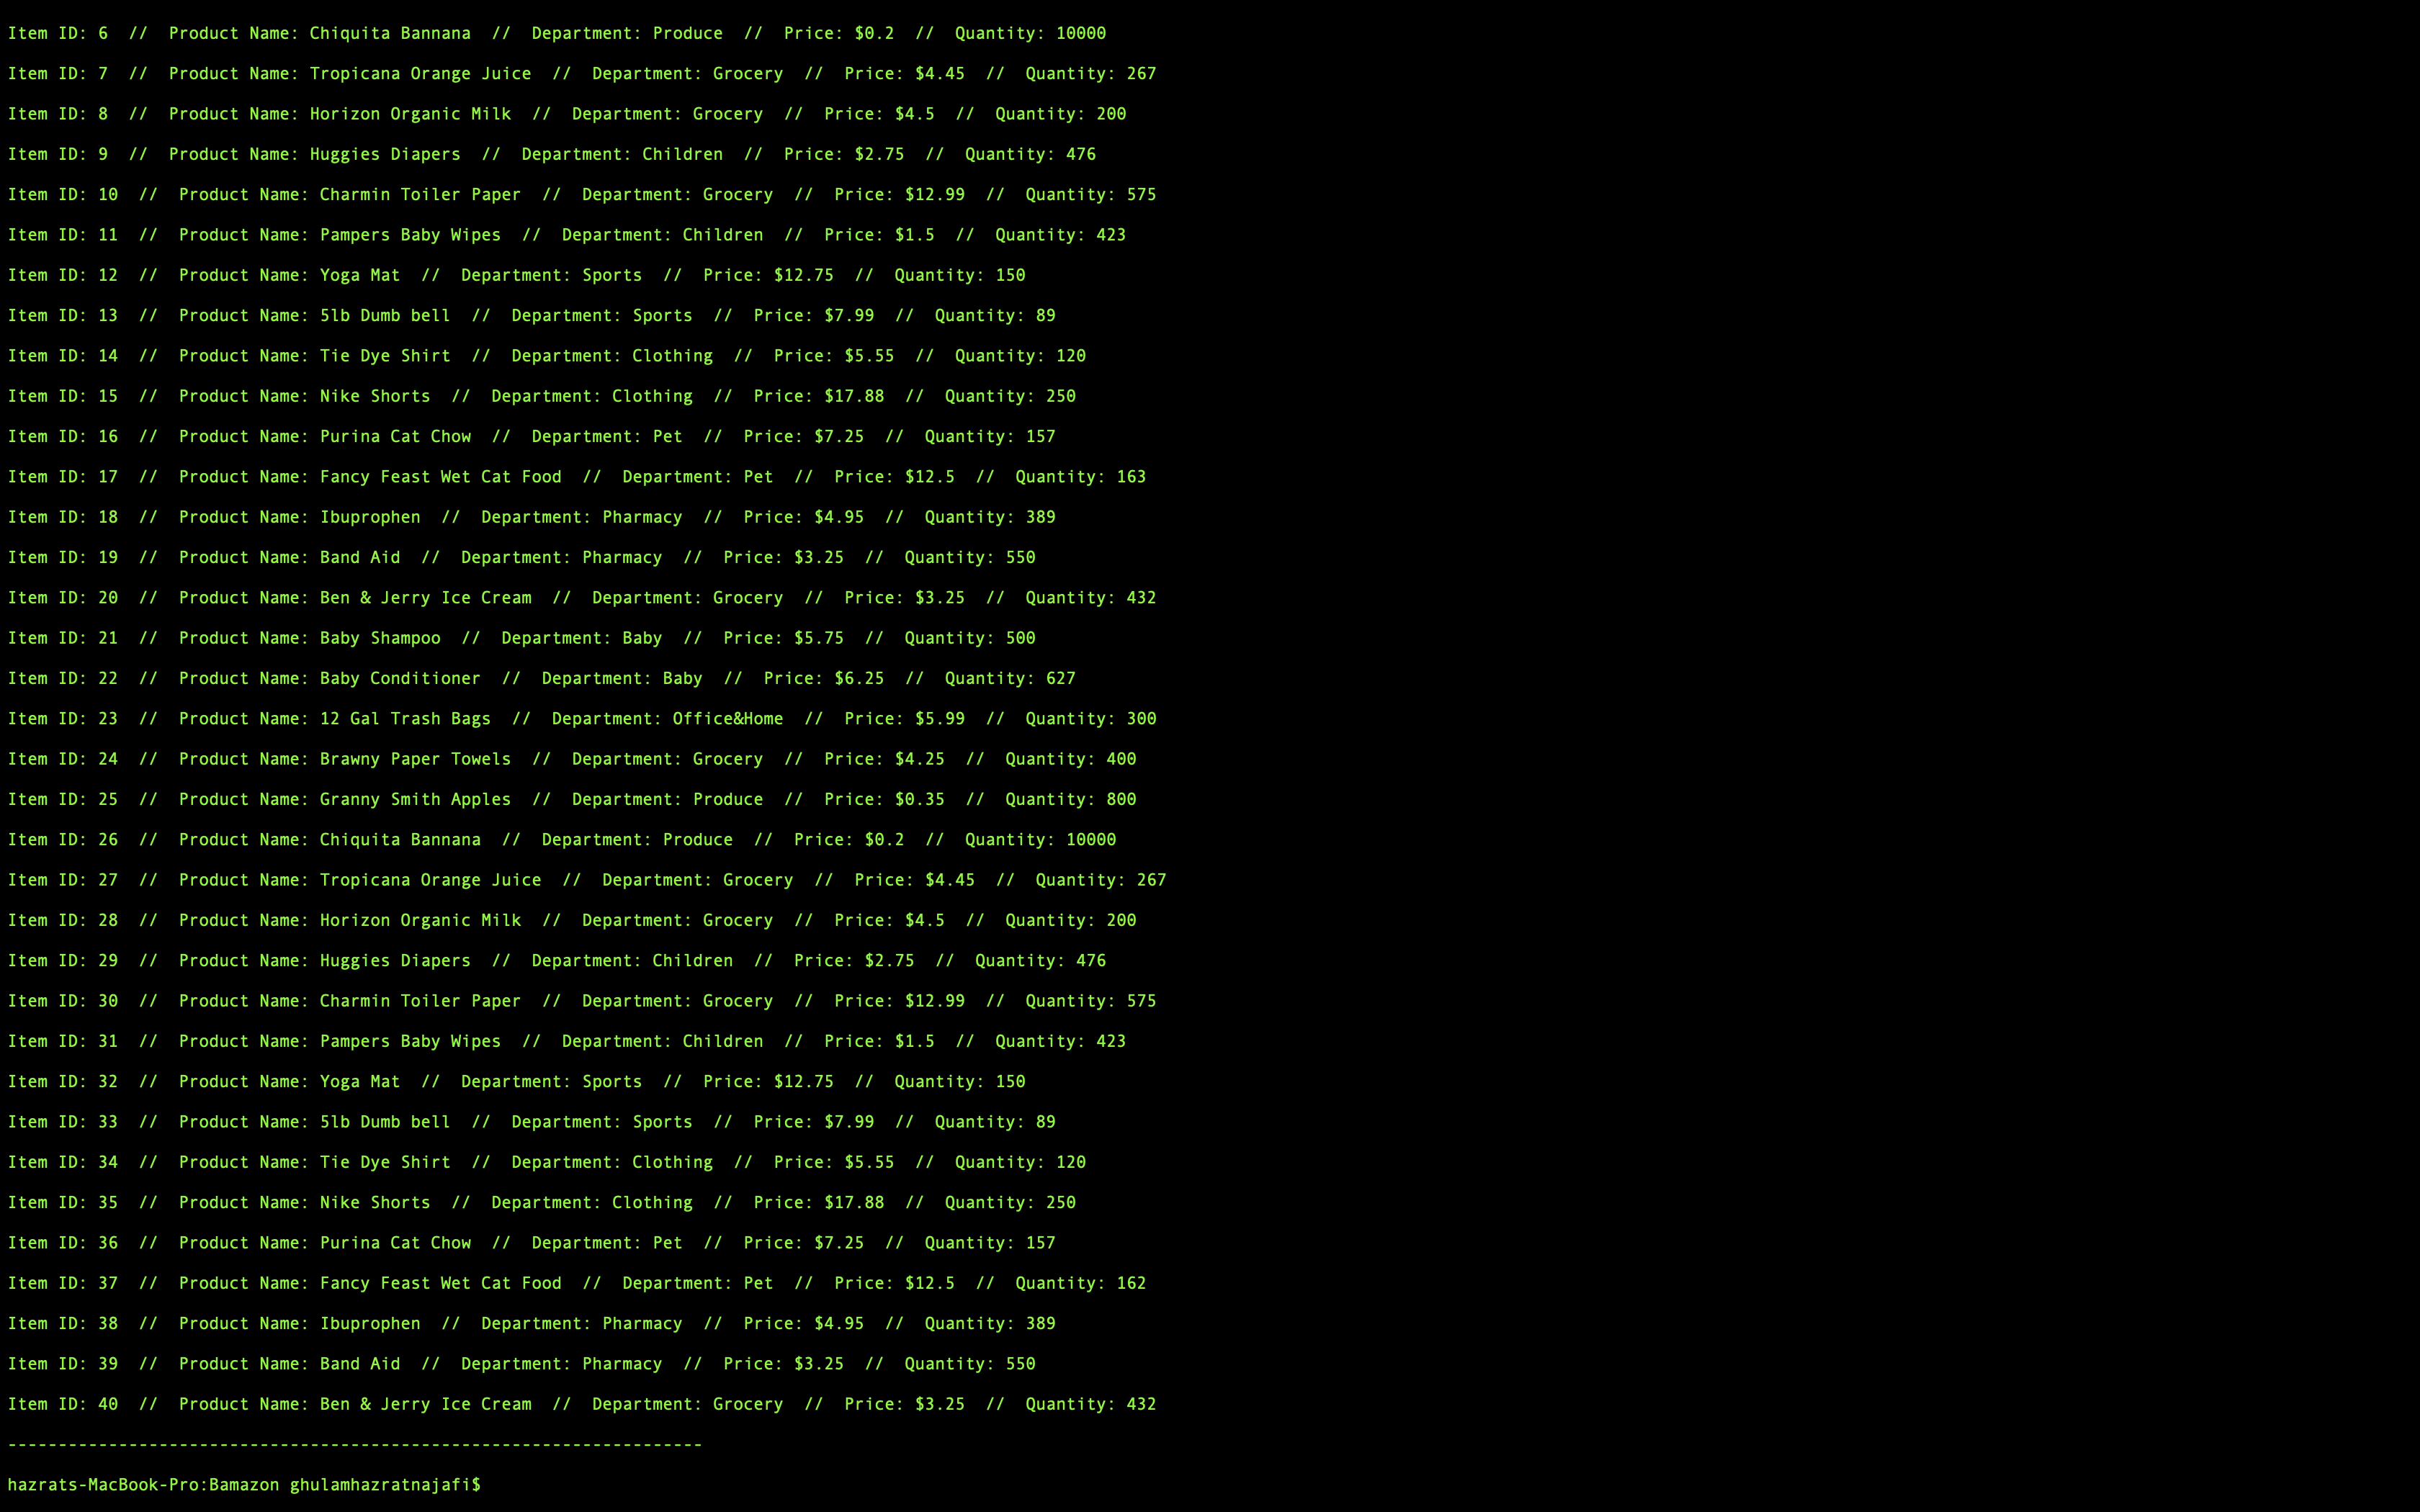 Item ID: 6  //  Product Name: Chiquita Bannana  //  Department: Produce  //  Price: $0.2  //  Quantity: 10000
Item ID: 7  //  Product Name: Tropicana Orange Juice  //  Department: Grocery  //  Price: $4.45  //  Quantity: 267
Item ID: 8  //  Product Name: Horizon Organic Milk  //  Department: Grocery  //  Price: $4.5  //  Quantity: 200
Item ID: 9  //  Product Name: Huggies Diapers  //  Department: Children  //  Price: $2.75  //  Quantity: 476
Item ID: 10  //  Product Name: Charmin Toiler Paper  //  Department: Grocery  //  Price: $12.99  //  Quantity: 575
Item ID: 11  //  Product Name: Pampers Baby Wipes  //  Department: Children  //  Price: $1.5  //  Quantity: 423
Item ID: 12  //  Product Name: Yoga Mat  //  Department: Sports  //  Price: $12.75  //  Quantity: 150
Item ID: 13  //  Product Name: 5lb Dumb bell  //  Department: Sports  //  Price: $7.99  //  Quantity: 89
Item ID: 14  //  Product Name: Tie Dye Shirt  //  Department: Clothing  //  Price: $5.55  //  Quantity: 120
Item ID: 15  //  Product Name: Nike Shorts  //  Department: Clothing  //  Price: $17.88  //  Quantity: 250
Item ID: 16  //  Product Name: Purina Cat Chow  //  Department: Pet  //  Price: $7.25  //  Quantity: 157
Item ID: 17  //  Product Name: Fancy Feast Wet Cat Food  //  Department: Pet  //  Price: $12.5  //  Quantity: 163
Item ID: 18  //  Product Name: Ibuprophen  //  Department: Pharmacy  //  Price: $4.95  //  Quantity: 389
Item ID: 19  //  Product Name: Band Aid  //  Department: Pharmacy  //  Price: $3.25  //  Quantity: 550
Item ID: 20  //  Product Name: Ben & Jerry Ice Cream  //  Department: Grocery  //  Price: $3.25  //  Quantity: 432
Item ID: 21  //  Product Name: Baby Shampoo  //  Department: Baby  //  Price: $5.75  //  Quantity: 500
Item ID: 22  //  Product Name: Baby Conditioner  //  Department: Baby  //  Price: $6.25  //  Quantity: 627
Item ID: 23  //  Product Name: 12 Gal Trash Bags  //  Department: Office&Home  //  Price: $5.99  //  Quantity: 300
Item ID: 24  //  Product Name: Brawny Paper Towels  //  Department: Grocery  //  Price: $4.25  //  Quantity: 400
Item ID: 25  //  Product Name: Granny Smith Apples  //  Department: Produce  //  Price: $0.35  //  Quantity: 800
Item ID: 26  //  Product Name: Chiquita Bannana  //  Department: Produce  //  Price: $0.2  //  Quantity: 10000
Item ID: 27  //  Product Name: Tropicana Orange Juice  //  Department: Grocery  //  Price: $4.45  //  Quantity: 267
Item ID: 28  //  Product Name: Horizon Organic Milk  //  Department: Grocery  //  Price: $4.5  //  Quantity: 200
Item ID: 29  //  Product Name: Huggies Diapers  //  Department: Children  //  Price: $2.75  //  Quantity: 476
Item ID: 30  //  Product Name: Charmin Toiler Paper  //  Department: Grocery  //  Price: $12.99  //  Quantity: 575
Item ID: 31  //  Product Name: Pampers Baby Wipes  //  Department: Children  //  Price: $1.5  //  Quantity: 423
Item ID: 32  //  Product Name: Yoga Mat  //  Department: Sports  //  Price: $12.75  //  Quantity: 150
Item ID: 33  //  Product Name: 5lb Dumb bell  //  Department: Sports  //  Price: $7.99  //  Quantity: 89
Item ID: 34  //  Product Name: Tie Dye Shirt  //  Department: Clothing  //  Price: $5.55  //  Quantity: 120
Item ID: 35  //  Product Name: Nike Shorts  //  Department: Clothing  //  Price: $17.88  //  Quantity: 250
Item ID: 36  //  Product Name: Purina Cat Chow  //  Department: Pet  //  Price: $7.25  //  Quantity: 157
Item ID: 37  //  Product Name: Fancy Feast Wet Cat Food  //  Department: Pet  //  Price: $12.5  //  Quantity: 162
Item ID: 38  //  Product Name: Ibuprophen  //  Department: Pharmacy  //  Price: $4.95  //  Quantity: 389
Item ID: 39  //  Product Name: Band Aid  //  Department: Pharmacy  //  Price: $3.25  //  Quantity: 550
Item ID: 40  //  Product Name: Ben & Jerry Ice Cream  //  Department: Grocery  //  Price: $3.25  //  Quantity: 432
---------------------------------------------------------------------
hazrats-MacBook-Pro:Bamazon ghulamhazratnajafi$